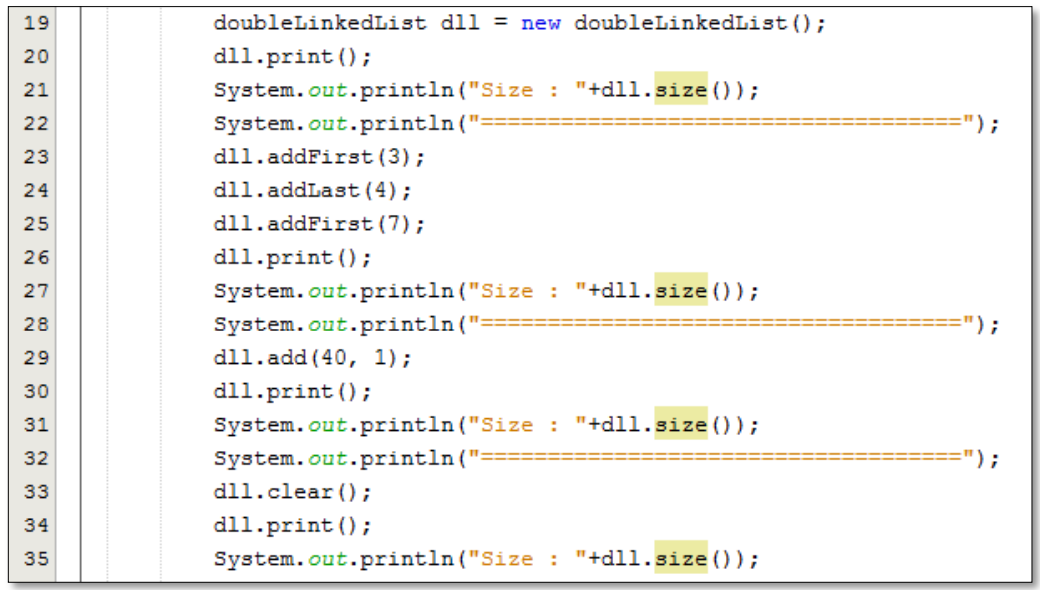 19 doubleLinkedList dll = new doubleLinkedList();
20 dll.print();
21 System.out.println("Size : "+dll.size());
22 System.out.println("====================================");
23 dll.addFirst(3);
24 dll.addLast(4);
25 dll.addFirst(7);
26 dll.print();
27 System.out.println("Size : "+dll.size());
28 System.out.println("====================================");
29 dll.add(40, 1);
30 dll.print();
31 System.out.println("Size : "+dll.size());
32 System.out.println("====================================");
33 dll.clear();
34 dll.print();
35 System.out.println("Size : "+dll.size());